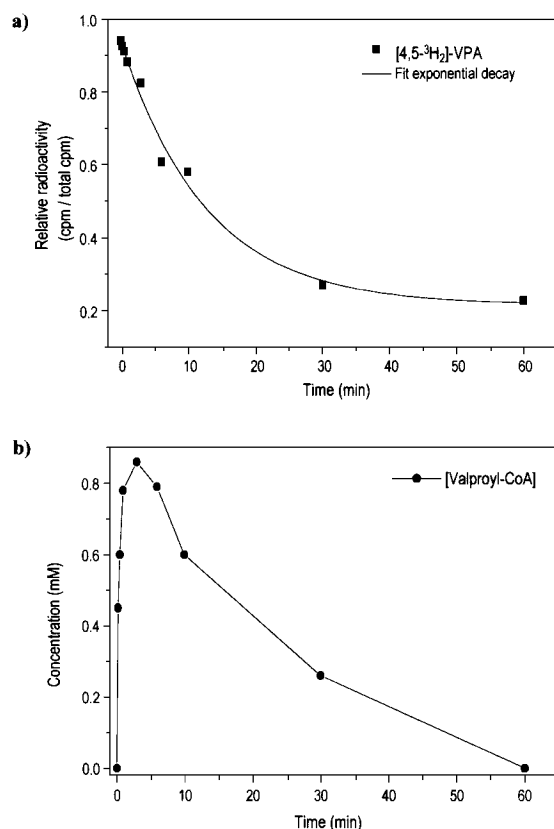 a)
[4,5-³H₂]-VPA
Fit exponential decay
Relative radioactivity
(cpm / total cpm)
1.0
0.8
0.6
0.4
0.2
0 10 20 30 40 50 60
Time (min)
b)
[Valproyl-CoA]
Concentration (mM)
0.8
0.6
0.4
0.2
0.0
0 10 20 30 40 50 60
Time (min)